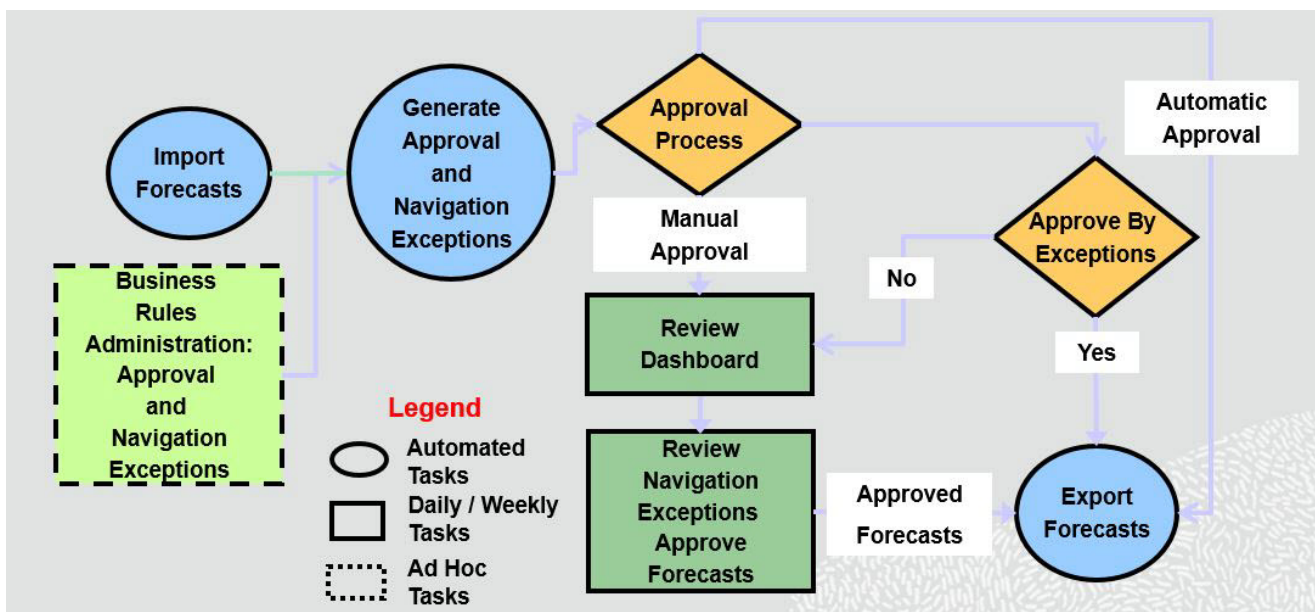 Import
Forecasts
Business
Rules
Administration:
Approval
and
Navigation
Exceptions
Generate
Approval
and
Navigation
Exceptions
Approval
Process
Automatic
Approval
Manual
Approval
Approve By
Exceptions
No
Yes
Review
Dashboard
Review
Navigation
Exceptions
Approve
Forecasts
Approved
Forecasts
Export
Forecasts
Legend
Automated
Tasks
Daily / Weekly
Tasks
Ad Hoc
Tasks